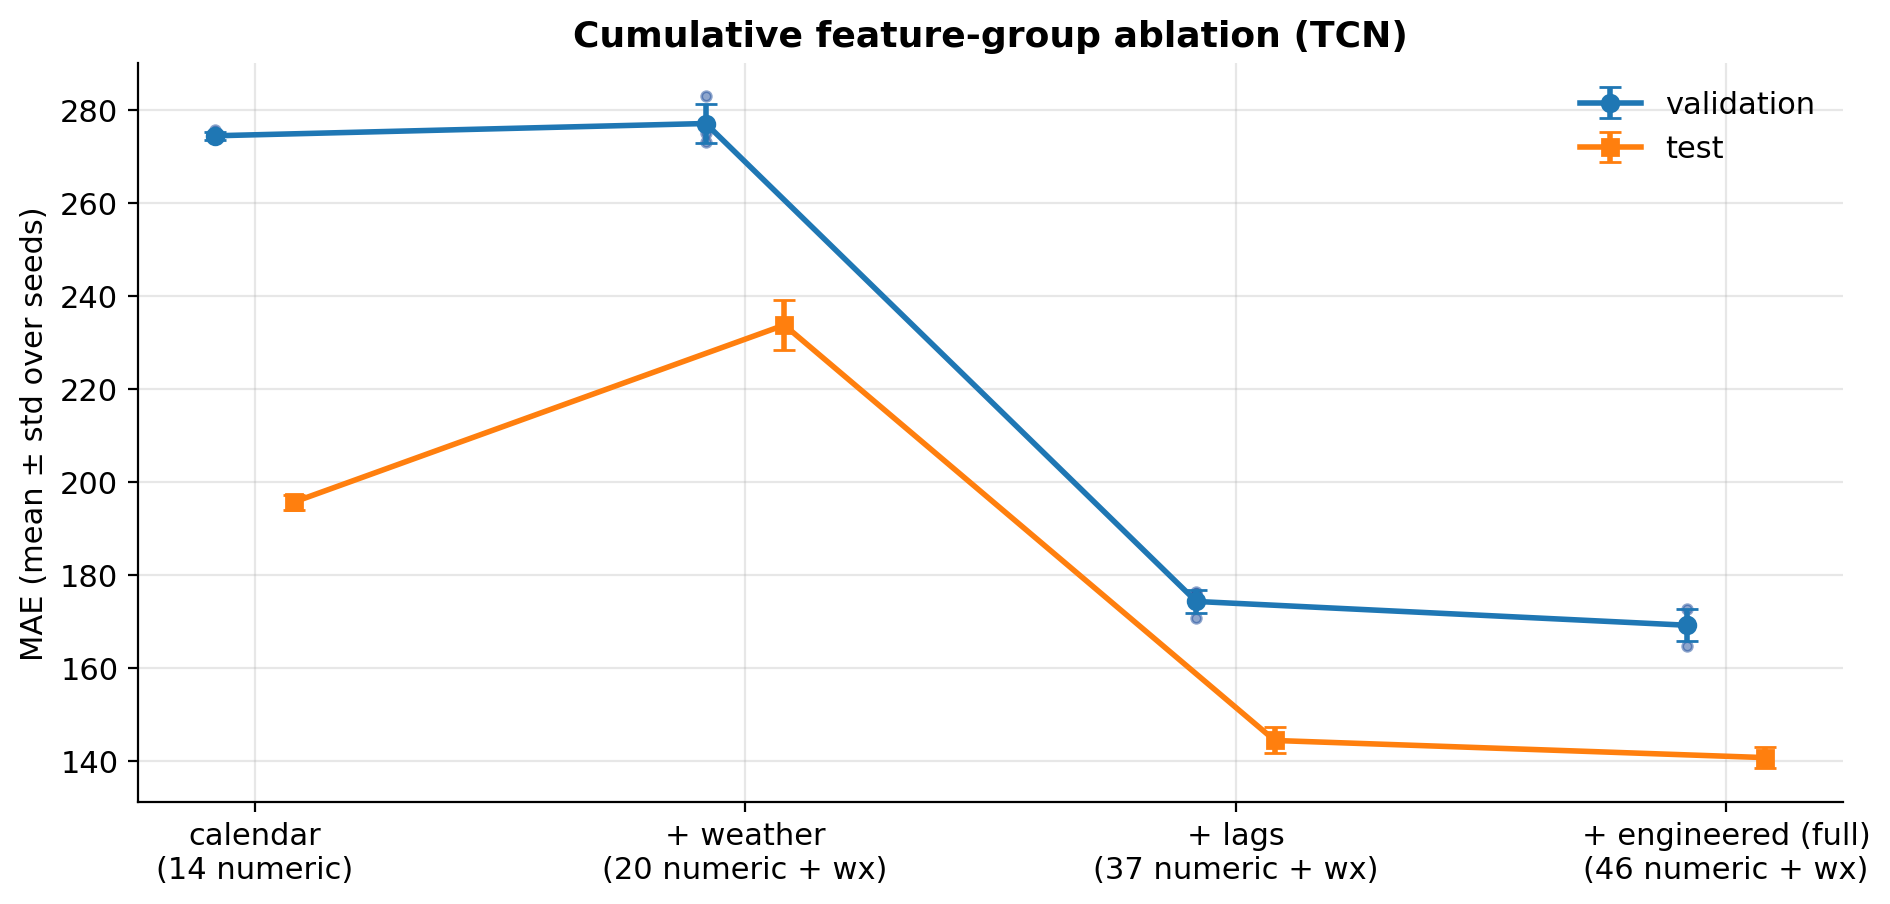 Cumulative feature-group ablation (TCN)
MAE (mean ± std over seeds)
280
260
240
220
200
180
160
140
validation
test
calendar
(14 numeric)
+ weather
(20 numeric + wx)
+ lags
(37 numeric + wx)
+ engineered (full)
(46 numeric + wx)